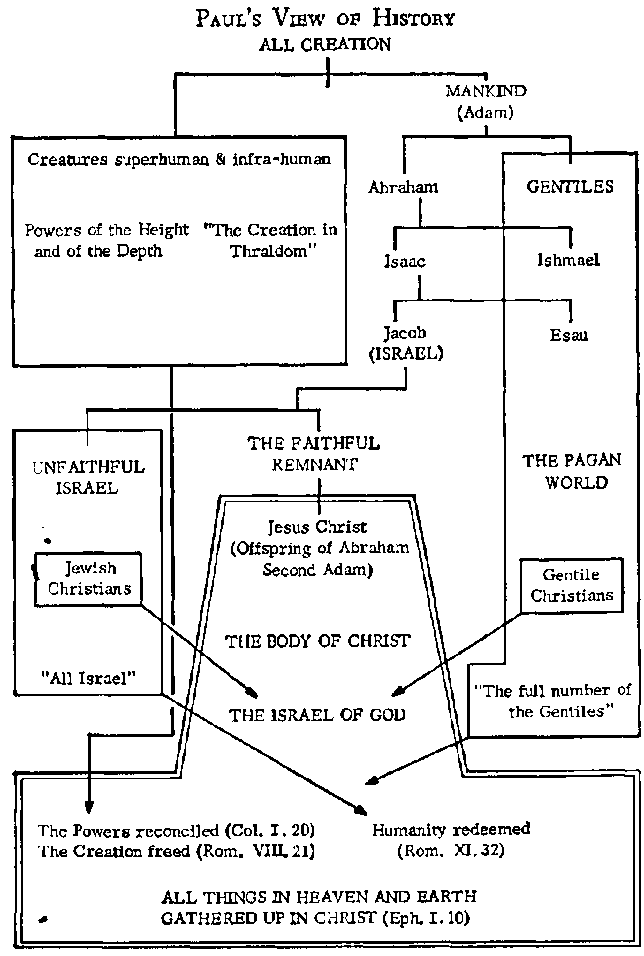 PAUL'S VIEW OF HISTORY
ALL CREATION
MANKIND
(Adam)
Creatures superhuman & infra-human
Powers of the Height
and of the Depth
"The Creation in
Thraldom"
Abraham
GENTILES
Isaac
Ishmael
Jacob
(ISRAEL)
Esau
UNFAITHFUL
ISRAEL
THE FAITHFUL
REMNANT
THE PAGAN
WORLD
Jesus Christ
(Offspring of Abraham
Second Adam)
Jewish
Christians
Gentile
Christians
THE BODY OF CHRIST
"All Israel"
THE ISRAEL OF GOD
"The full number of
the Gentiles"
The Powers reconciled (Col. I. 20)
The Creation freed (Rom. VIII. 21)
Humanity redeemed
(Rom. XI. 32)
ALL THINGS IN HEAVEN AND EARTH
GATHERED UP IN CHRIST (Eph. I. 10)